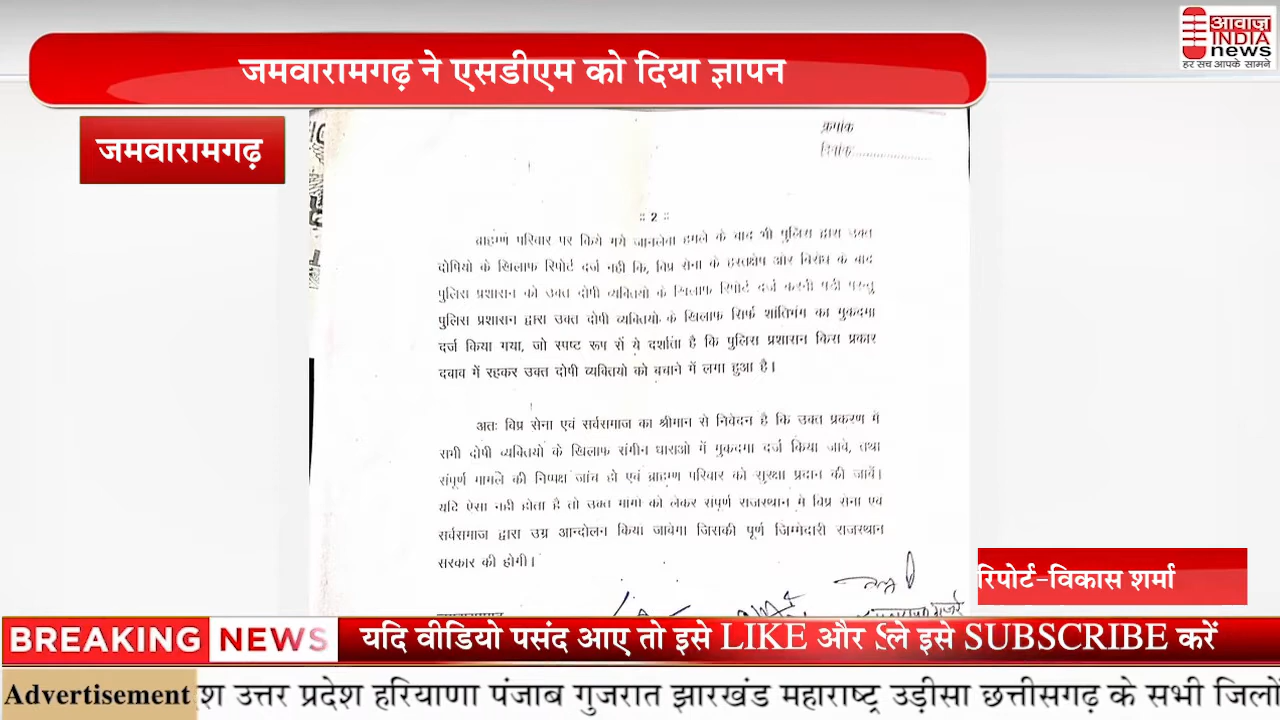 आवाज़
INDIA
news
हर सच आपके सामने
जमवारामगढ़ ने एसडीएम को दिया ज्ञापन
जमवारामगढ़
क्रमांक
दिनांक:..................
:: 2 ::
ब्राहम्ण परिवार पर किये गये जानलेवा हमले के बाद भी पुलिस द्वारा उक्त
दोषियो के खिलाफ रिपोर्ट दर्ज नही कि, विप्र सेना के हस्तक्षेप और विरोध के बाद
पुलिस प्रशासन को उक्त दोषी व्यक्तियो के खिलाफ रिपोर्ट दर्ज करनी पडी परन्तु
पुलिस प्रशासन द्वारा उक्त दोषी व्यक्तियो के खिलाफ सिर्फ शांतिभंग का मुकदमा
दर्ज किया गया, जो स्पष्ट रूप से ये दर्शाता है कि पुलिस प्रशासन किस प्रकार
दवाव में रहकर उक्त दोषी व्यक्तियो को बचाने में लगा हुआ है।
अतः विप्र सेना एवं सर्वसमाज का श्रीमान से निवेदन है कि उक्त प्रकरण में
सभी दोषी व्यक्तियो के खिलाफ संगीन धाराओ में मुकदमा दर्ज किया जावे, तथा
संपूर्ण मामले की निष्पक्ष जांच हो एवं ब्राहम्ण परिवार को सुरक्षा प्रदान की जावें।
यदि ऐसा नही होता है तो उक्त मांगो को लेकर संपूर्ण राजस्थान में विप्र सेना एवं
सर्वसमाज द्वारा उग्र आन्दोलन किया जावेगा जिसकी पूर्ण जिम्मेदारी राजस्थान
सरकार की होगी।
रिपोर्ट-विकास शर्मा
BREAKING NEWS यदि वीडियो पसंद आए तो इसे LIKE और ले इसे SUBSCRIBE करें
Advertisement श उत्तर प्रदेश हरियाणा पंजाब गुजरात झारखंड महाराष्ट्र उड़ीसा छत्तीसगढ़ के सभी जिलों